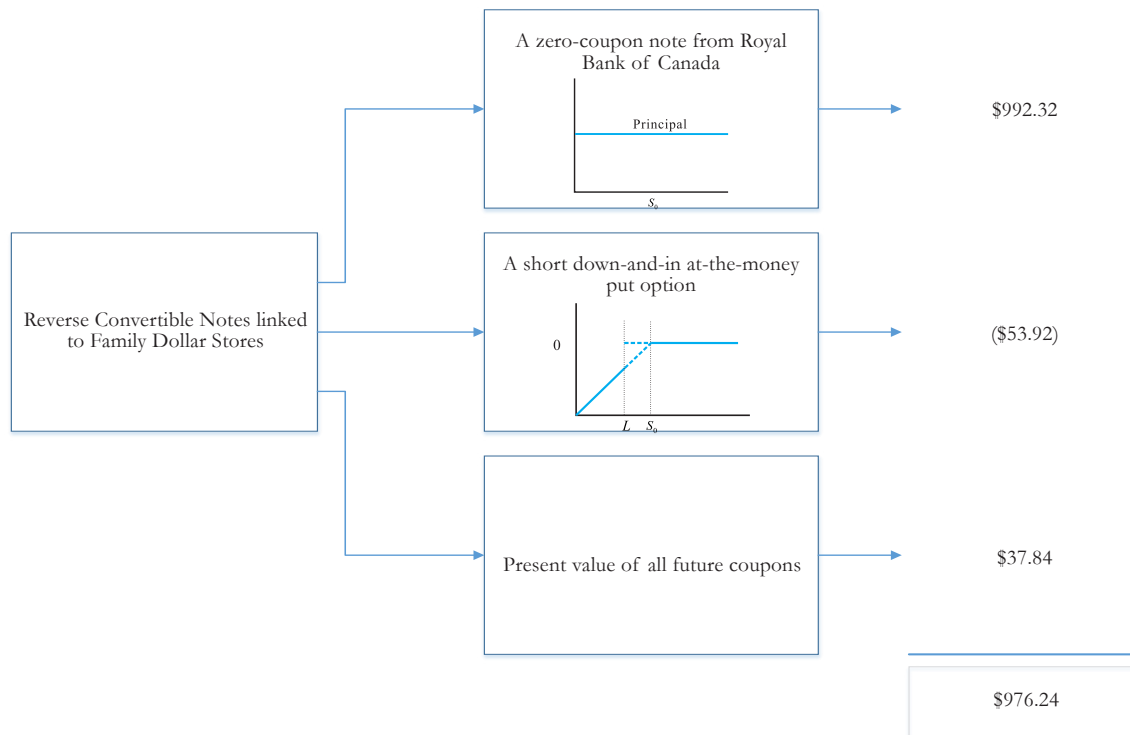 A zero-coupon note from Royal
Bank of Canada
Principal
S₀
$992.32
Reverse Convertible Notes linked
to Family Dollar Stores
A short down-and-in at-the-money
put option
0
L S₀
($53.92)
Present value of all future coupons
$37.84
$976.24